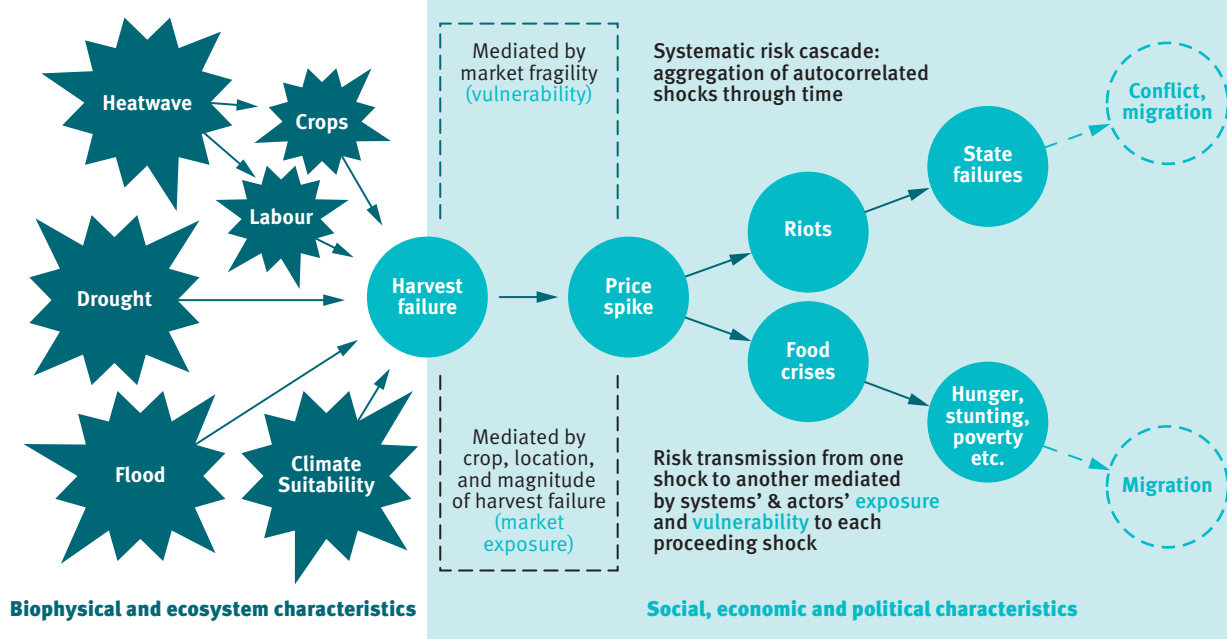 Heatwave
Crops
Labour
Drought
Flood
Climate
Suitability
Biophysical and ecosystem characteristics
Harvest
failure
Mediated by
market fragility
(vulnerability)
Mediated by
crop, location,
and magnitude
of harvest failure
(market
exposure)
Price
spike
Systematic risk cascade:
aggregation of autocorrelated
shocks through time
Riots
State
failures
Conflict,
migration
Food
crises
Hunger,
stunting,
poverty
etc.
Migration
Risk transmission from one
shock to another mediated
by systems’ & actors’ exposure
and vulnerability to each
proceeding shock
Social, economic and political characteristics